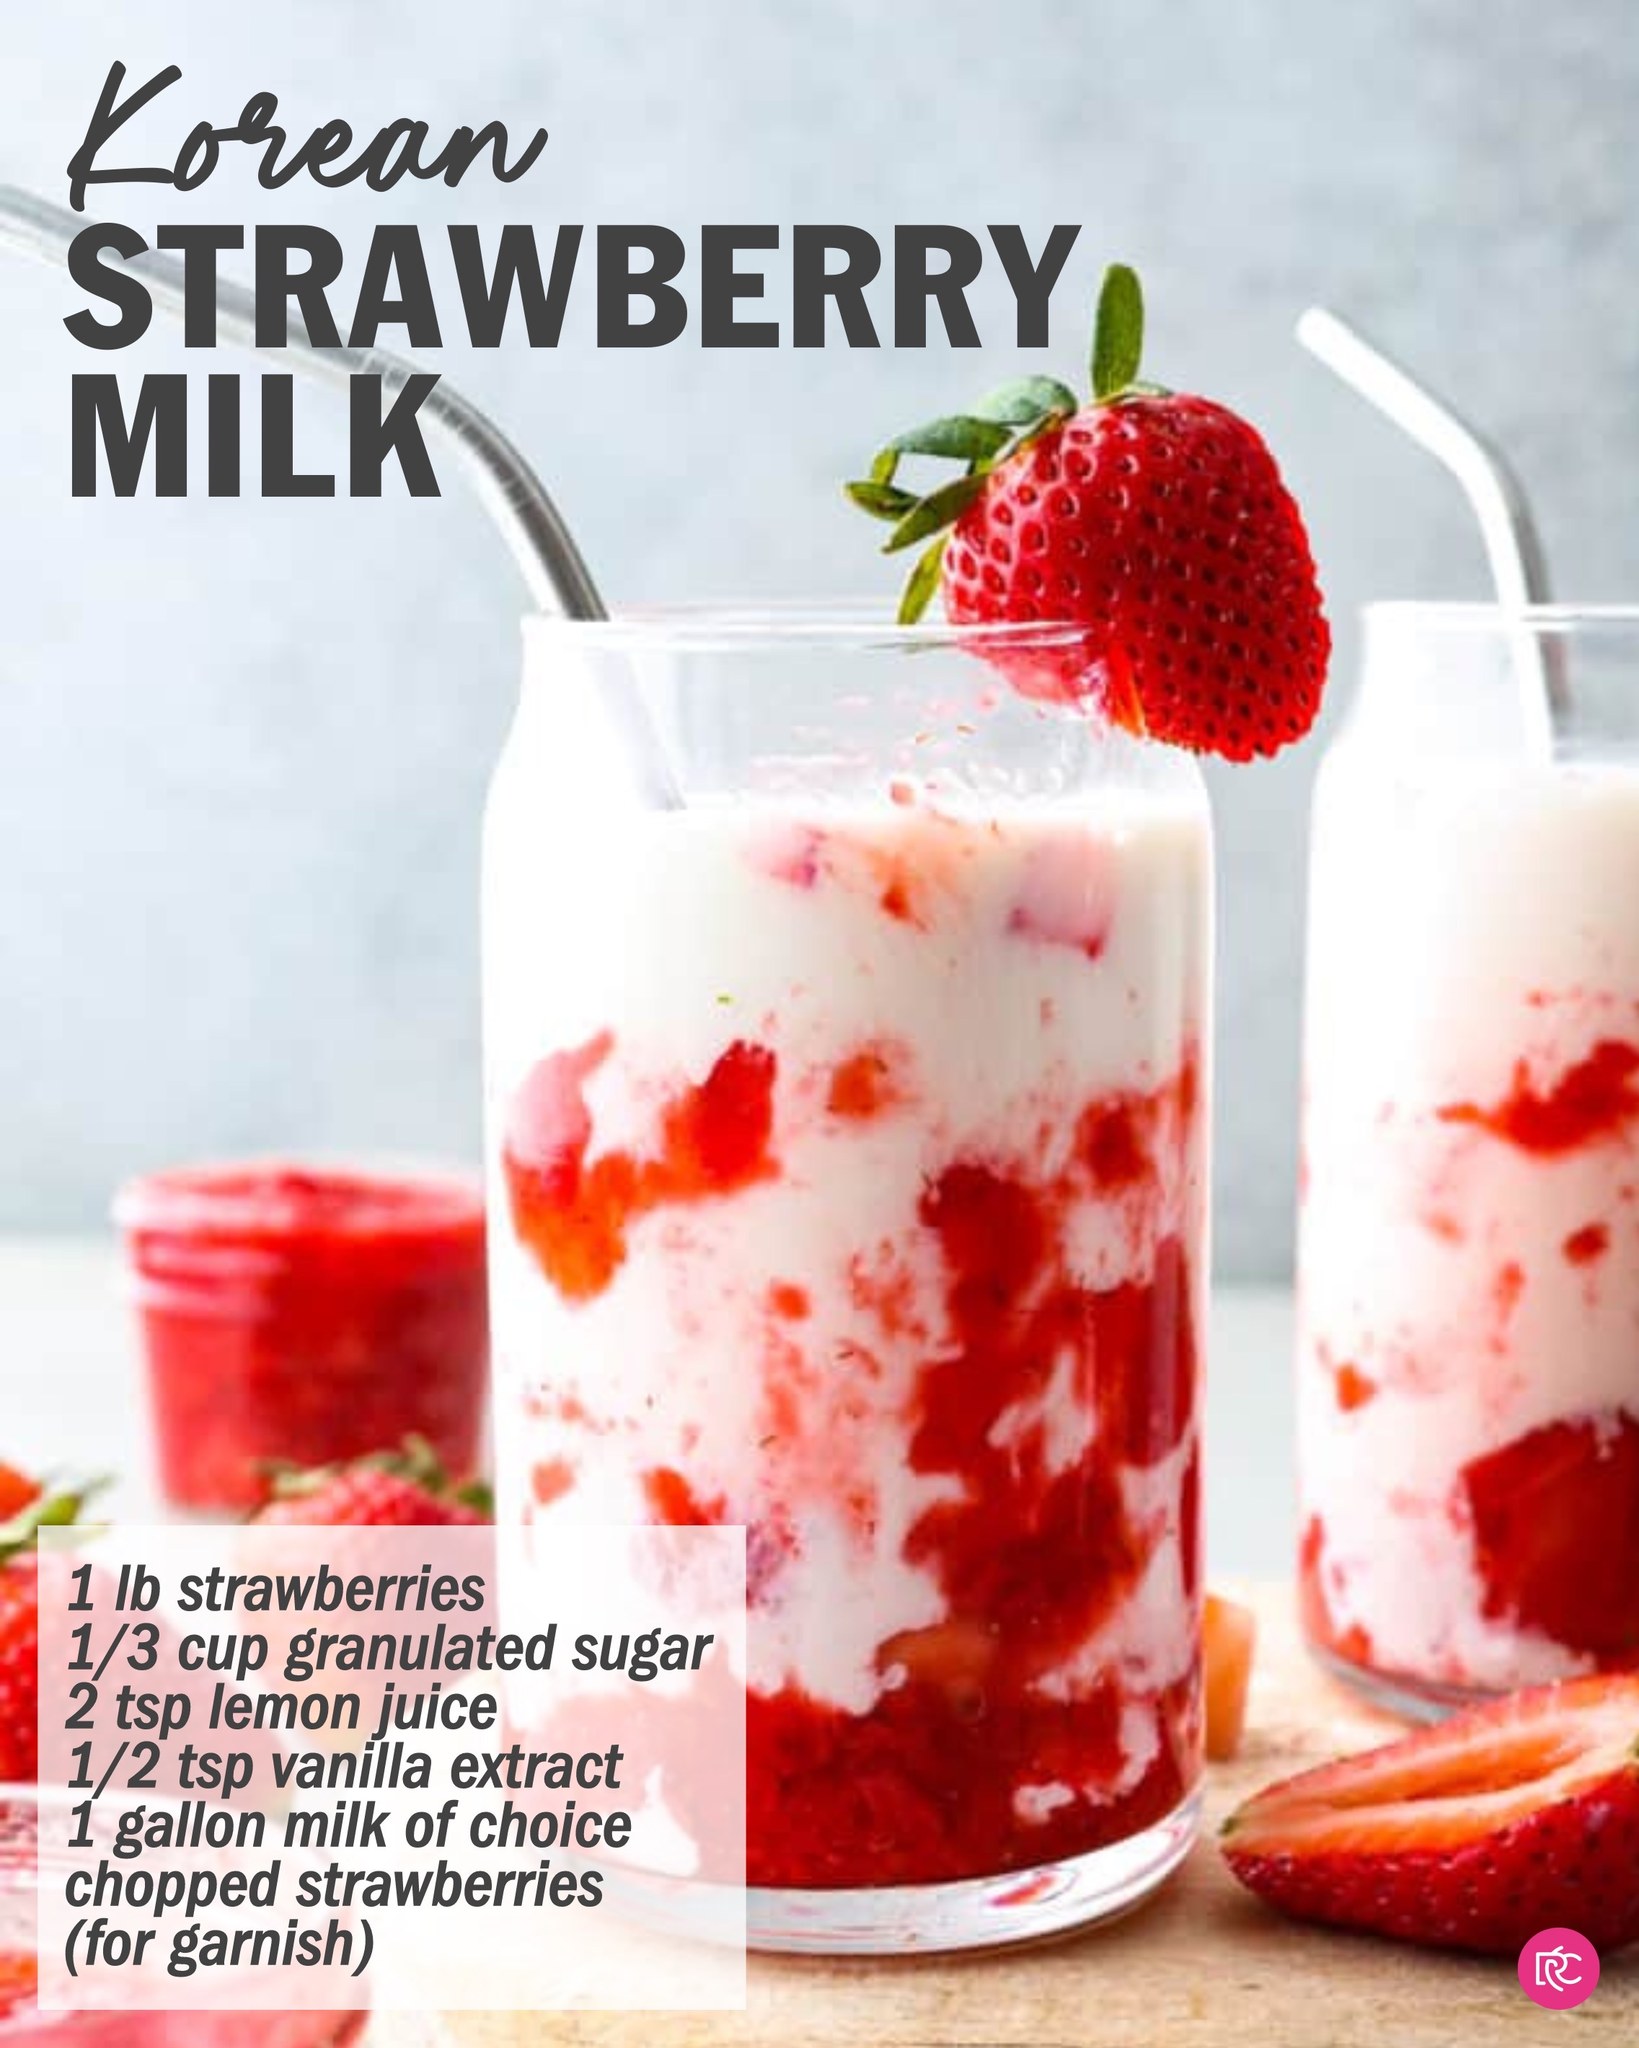 Korean
STRAWBERRY
MILK
1 lb strawberries
1/3 cup granulated sugar
2 tsp lemon juice
1/2 tsp vanilla extract
1 gallon milk of choice
chopped strawberries
(for garnish)